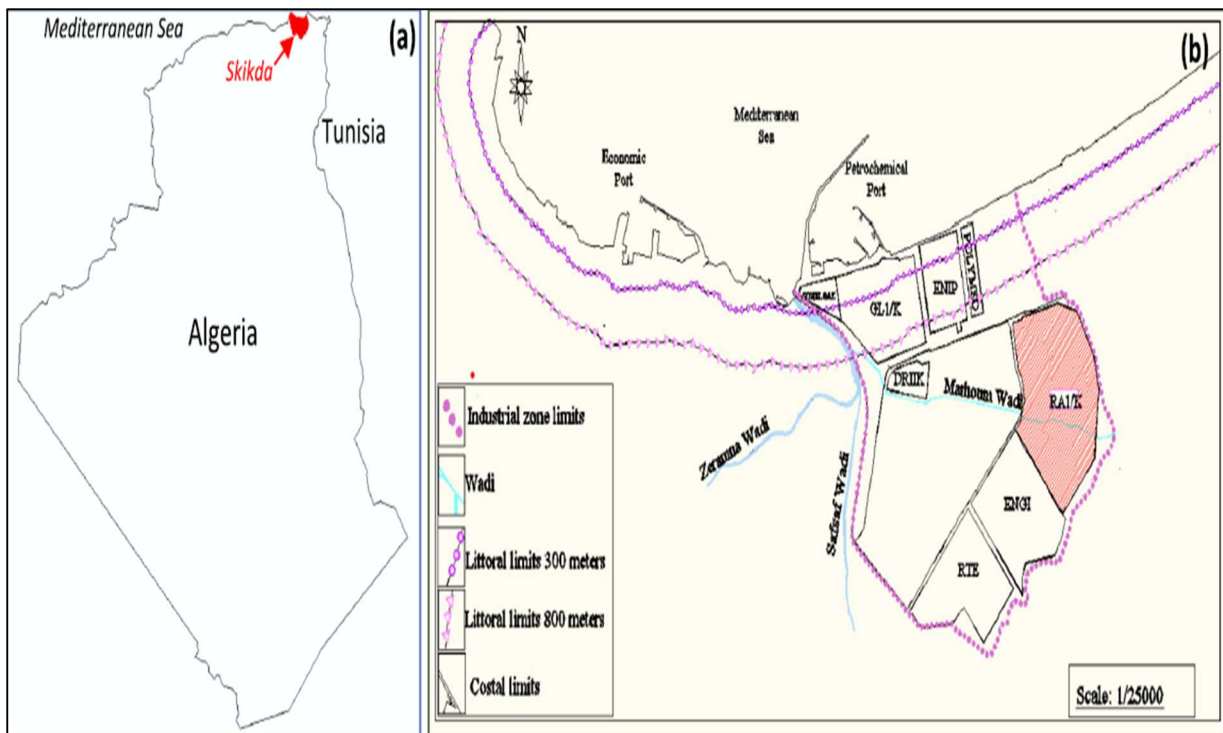 Mediterranean Sea
(a)
Skikda
Tunisia
Algeria
(b)
N
Mediterranean
Sea
Economic
Port
Petrochemical
Port
POLYMED
ENIP
GL1/K
DRIIK
Marhouna Wadi
RA1/K
Zeramna Wadi
Safsaf Wadi
ENGI
RTE
Industrial zone limits
Wadi
Littoral limits 300 meters
Littoral limits 800 meters
Costal limits
Scale: 1/25000